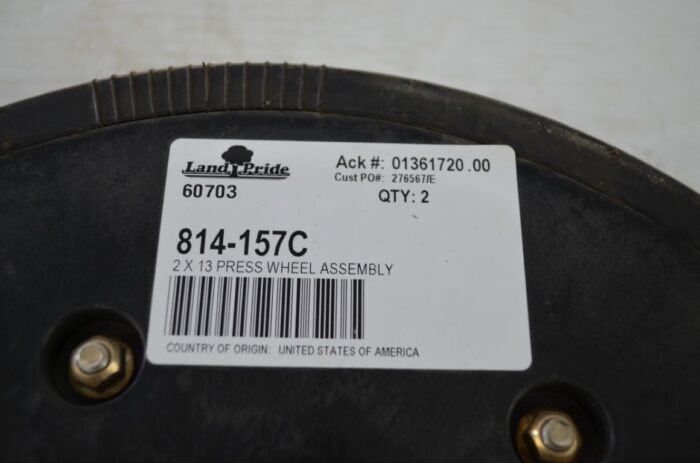 Land Pride
60703
Ack #: 01361720.00
Cust PO#: 276567/E
QTY: 2
814-157C
2 X 13 PRESS WHEEL ASSEMBLY
COUNTRY OF ORIGIN: UNITED STATES OF AMERICA